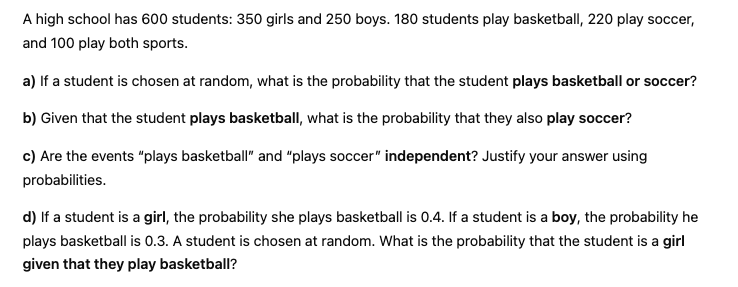 A high school has 600 students: 350 girls and 250 boys. 180 students play basketball, 220 play soccer,
and 100 play both sports.
a) If a student is chosen at random, what is the probability that the student plays basketball or soccer?
b) Given that the student plays basketball, what is the probability that they also play soccer?
c) Are the events "plays basketball" and "plays soccer" independent? Justify your answer using
probabilities.
d) If a student is a girl, the probability she plays basketball is 0.4. If a student is a boy, the probability he
plays basketball is 0.3. A student is chosen at random. What is the probability that the student is a girl
given that they play basketball?